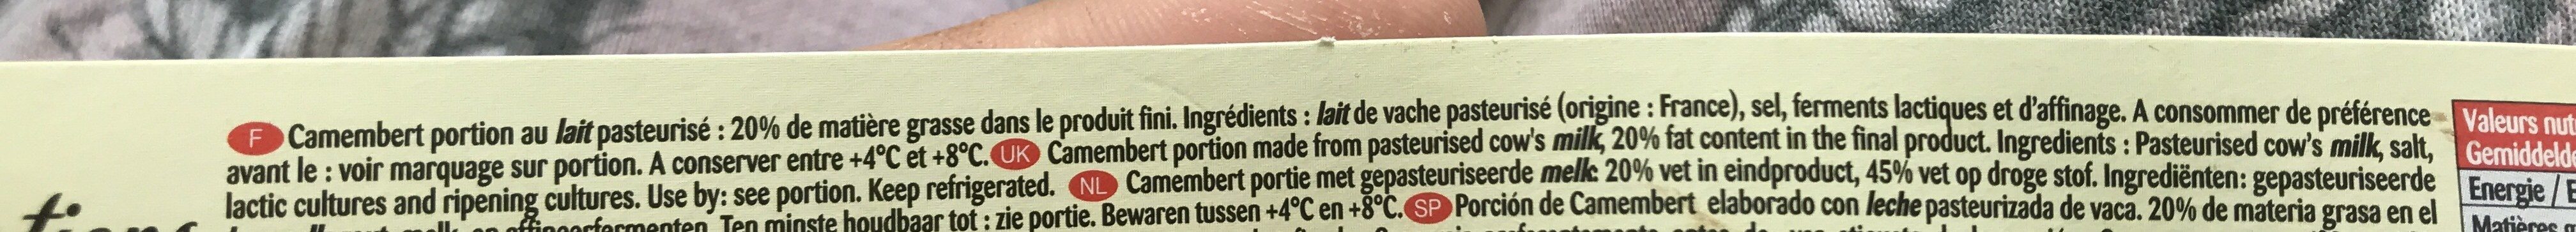 F Camembert portion au lait pasteurisé : 20% de matière grasse dans le produit fini. Ingrédients : lait de vache pasteurisé (origine : France), sel, ferments lactiques et d'affinage. A consommer de préférence
avant le : voir marquage sur portion. A conserver entre +4°C et +8°C. UK Camembert portion made from pasteurised cow's milk, 20% fat content in the final product. Ingredients : Pasteurised cow's milk, salt,
lactic cultures and ripening cultures. Use by: see portion. Keep refrigerated. NL Camembert portie met gepasteuriseerde melk: 20% vet in eindproduct, 45% vet op droge stof. Ingrediënten: gepasteuriseerde
Ten minste houdbaar tot : zie portie. Bewaren tussen +4°C en +8°C. SP Porción de Camembert elaborado con leche pasteurizada de vaca. 20% de materia grasa en el
Valeurs nut
Gemiddelde
Energie / E
Matières